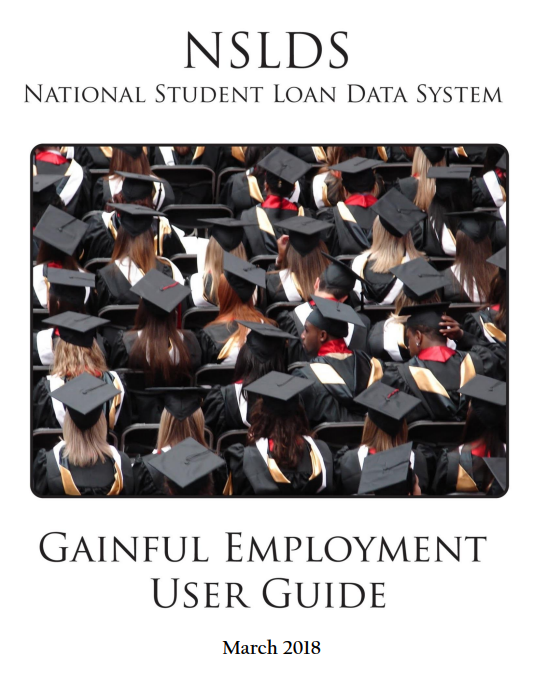 NSLDS
National Student Loan Data System
Gainful Employment
User Guide
March 2018